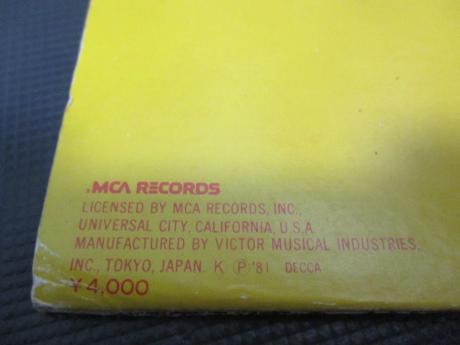 MCA RECORDS
LICENSED BY MCA RECORDS, INC.,
UNIVERSAL CITY, CALIFORNIA, U.S.A.
MANUFACTURED BY VICTOR MUSICAL INDUSTRIES,
INC., TOKYO, JAPAN. K Ⓟ'81 DECCA
¥4,000